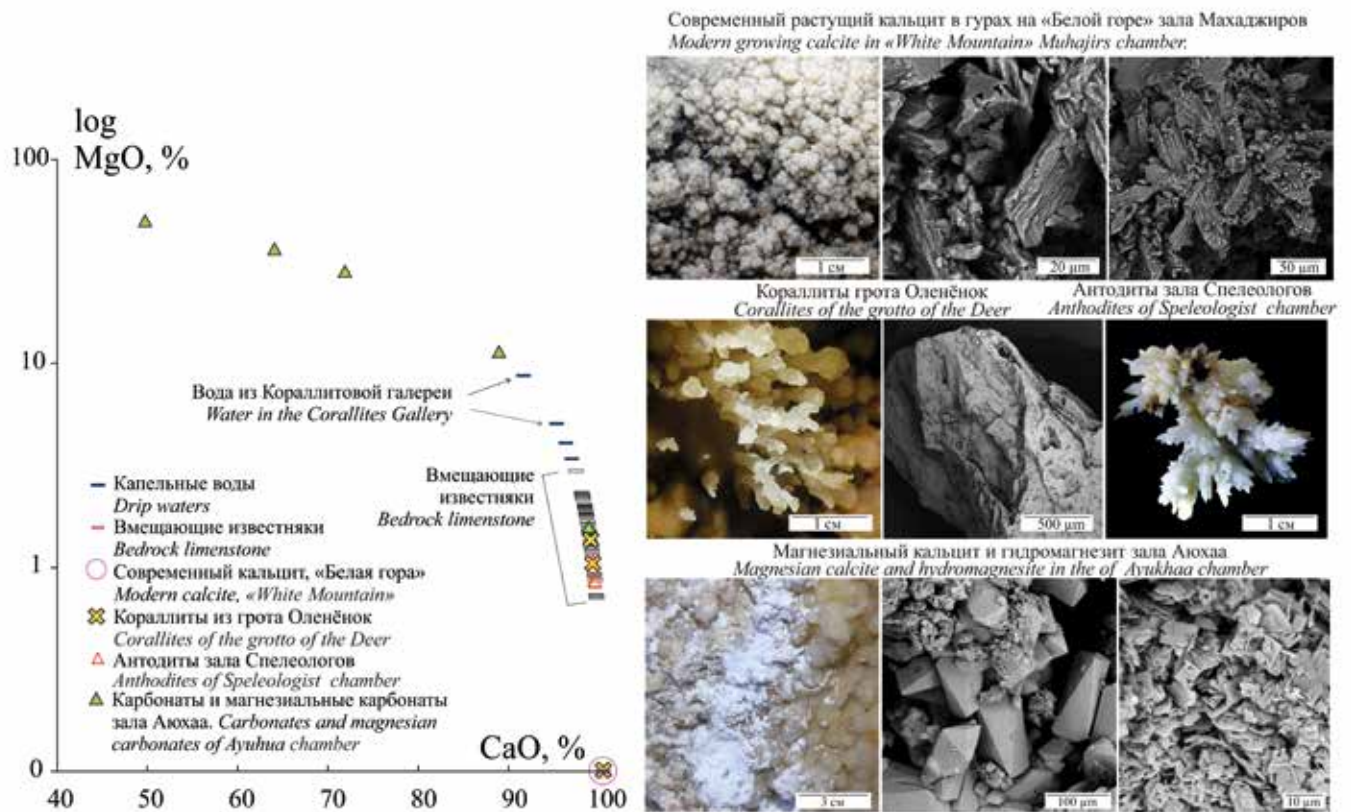 log
MgO, %
100
10
1
0
40
50
60
70
80
90
100
CaO, %
Вода из Кораллитовой галереи
Water in the Corallites Gallery
Вмещающие
известняки
Bedrock limenstone
Капельные воды
Drip waters
Вмещающие известняки
Bedrock limenstone
Современный кальцит, «Белая гора»
Modern calcite, «White Mountain»
Кораллиты из грота Оленёнок
Corallites of the grotto of the Deer
Антодиты зала Спелеологов
Anthodites of Speleologist chamber
Карбонаты и магнезиальные карбонаты
зала Аюхаа. Carbonates and magnesian
carbonates of Ayuhua chamber
Современный растущий кальцит в гурах на «Белой горе» зала Махаджиров
Modern growing calcite in «White Mountain» Muhajirs chamber.
1 см
20 µm
50 µm
Кораллиты грота Оленёнок
Corallites of the grotto of the Deer
Антодиты зала Спелеологов
Anthodites of Speleologist chamber
1 см
500 µm
1 см
Магнезиальный кальцит и гидромагнезит зала Аюхаа
Magnesian calcite and hydromagnesite in the of Ayukhaa chamber
3 см
100 µm
10 µm